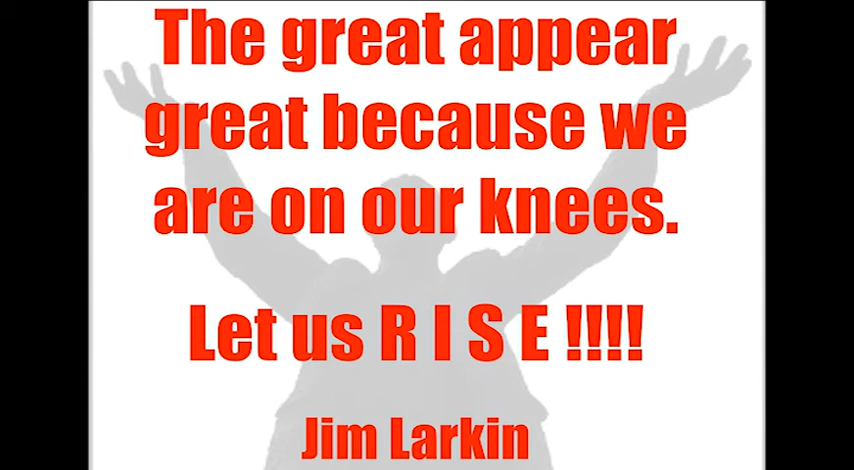 The great appear
great because we
are on our knees.
Let us R I S E !!!!
Jim Larkin